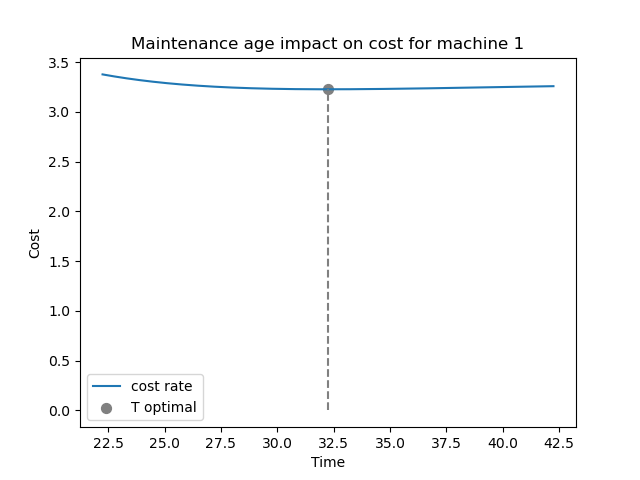 Maintenance age impact on cost for machine 1
3.5
3.0
2.5
2.0
1.5
1.0
0.5
0.0
Cost
cost rate
T optimal
22.5 25.0 27.5 30.0 32.5 35.0 37.5 40.0 42.5
Time